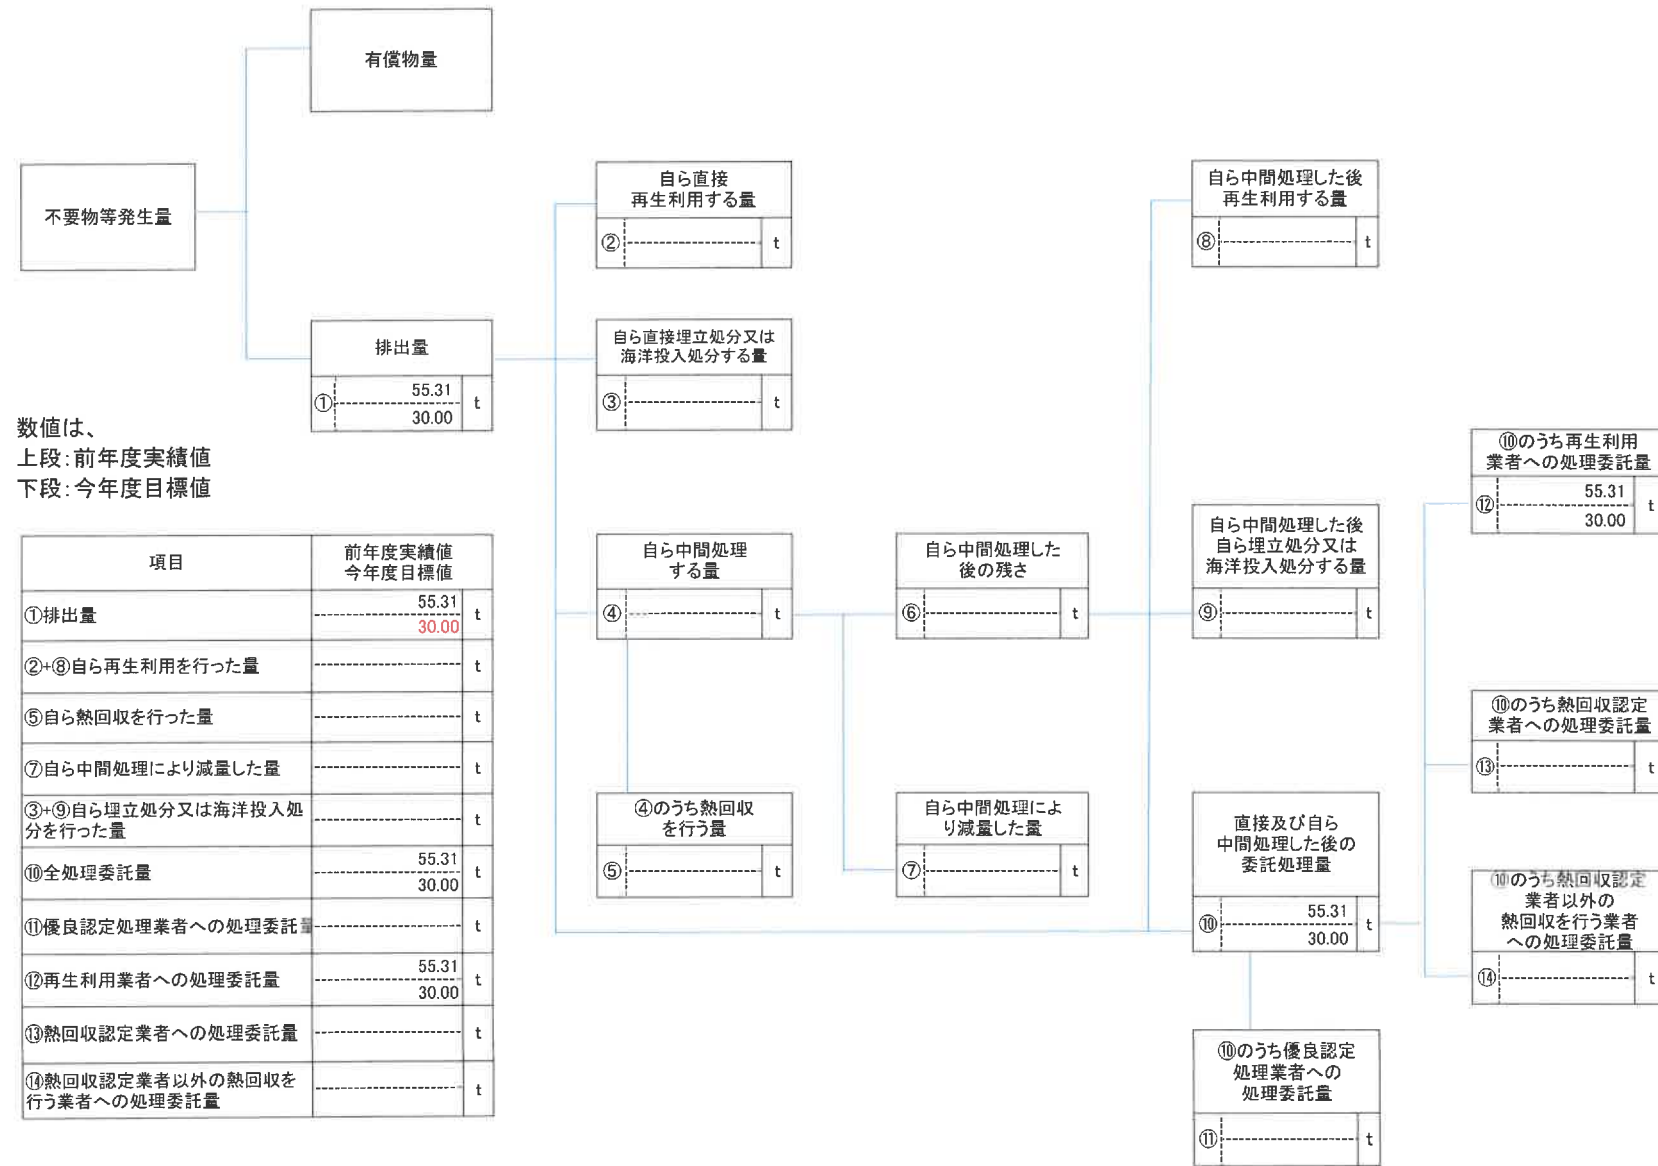 有償物量
不要物等発生量
排出量
①
55.31
30.00
t
数値は、
上段:前年度実績値
下段:今年度目標値
項目
前年度実績値
今年度目標値
①排出量
55.31
30.00
t
②+⑧自ら再生利用を行った量
t
⑤自ら熱回収を行った量
t
⑦自ら中間処理により減量した量
t
③+⑨自ら埋立処分又は海洋投入処
分を行った量
t
⑩全処理委託量
55.31
30.00
t
⑪優良認定処理業者への処理委託量
t
⑫再生利用業者への処理委託量
55.31
30.00
t
⑬熱回収認定業者への処理委託量
t
⑭熱回収認定業者以外の熱回収を
行う業者への処理委託量
t
自ら直接
再生利用する量
②
t
自ら直接埋立処分又は
海洋投入処分する量
③
t
自ら中間処理
する量
④
t
④のうち熱回収
を行う量
⑤
t
自ら中間処理した
後の残さ
⑥
t
自ら中間処理によ
り減量した量
⑦
t
自ら中間処理した後
再生利用する量
⑧
t
自ら中間処理した後
自ら埋立処分又は
海洋投入処分する量
⑨
t
直接及び自ら
中間処理した後の
委託処理量
⑩
55.31
30.00
t
⑩のうち優良認定
処理業者への
処理委託量
⑪
t
⑩のうち再生利用
業者への処理委託量
⑫
55.31
30.00
t
⑩のうち熱回収認定
業者への処理委託量
⑬
t
⑩のうち熱回収認定
業者以外の
熱回収を行う業者
への処理委託量
⑭
t